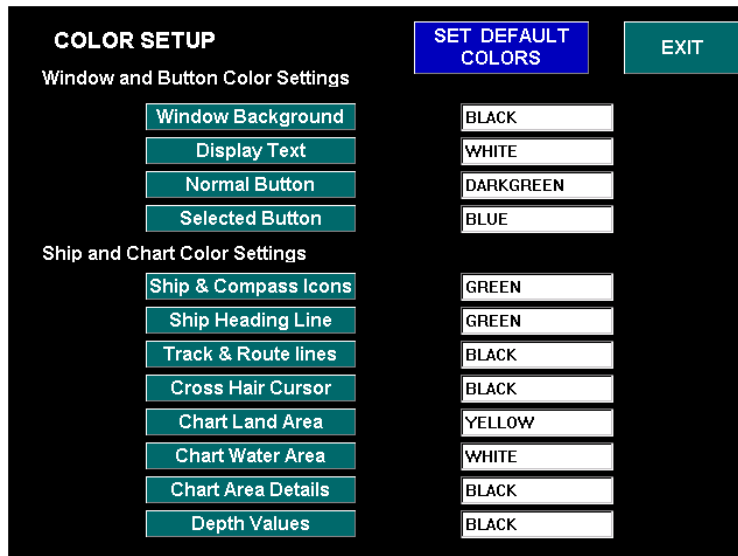 COLOR SETUP
SET DEFAULT
COLORS
EXIT
Window and Button Color Settings
Window Background BLACK
Display Text WHITE
Normal Button DARKGREEN
Selected Button BLUE
Ship and Chart Color Settings
Ship & Compass Icons GREEN
Ship Heading Line GREEN
Track & Route lines BLACK
Cross Hair Cursor BLACK
Chart Land Area YELLOW
Chart Water Area WHITE
Chart Area Details BLACK
Depth Values BLACK